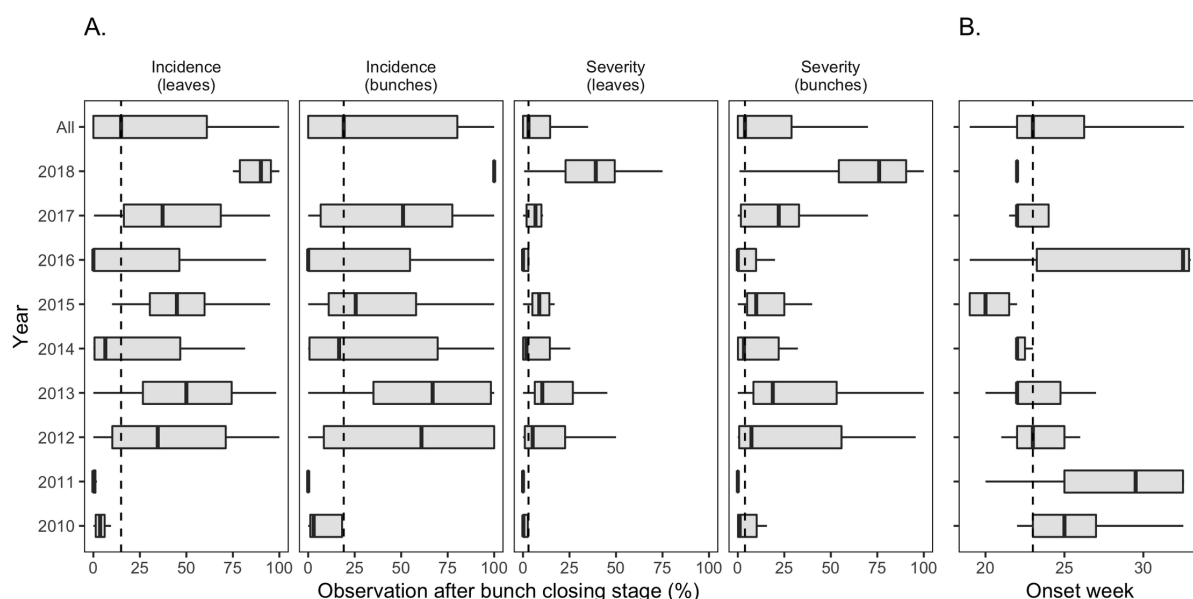 A.
B.
Incidence
(leaves)
Incidence
(bunches)
Severity
(leaves)
Severity
(bunches)
Year
All
2018
2017
2016
2015
2014
2013
2012
2011
2010
0 25 50 75 100
0 25 50 75 100
0 25 50 75 100
0 25 50 75 100
20 25 30
Observation after bunch closing stage (%)
Onset week